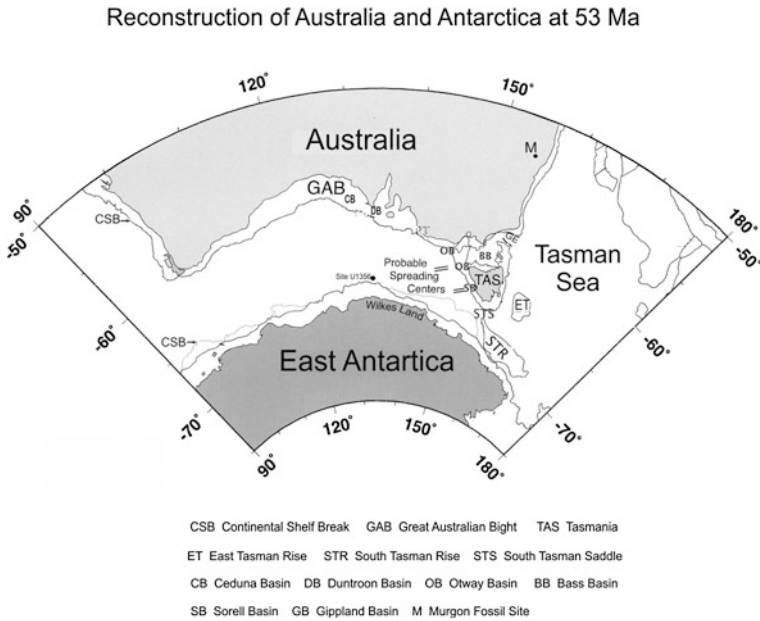 Reconstruction of Australia and Antarctica at 53 Ma
120°
150°
Australia
M
90°
-50°
CSB
GAB
CB
DB
180°
-50°
OB
GE
BB
Tasman
Sea
Probable
Spreading
Centers
OB
TAS
SB
Site U1356
ET
STS
-60°
-60°
Wilkes Land
STR
CSB
East Antartica
-70°
-70°
120°
150°
90°
180°
CSB Continental Shelf Break GAB Great Australian Bight TAS Tasmania
ET East Tasman Rise STR South Tasman Rise STS South Tasman Saddle
CB Ceduna Basin DB Duntroon Basin OB Otway Basin BB Bass Basin
SB Sorell Basin GB Gippland Basin M Murgon Fossil Site